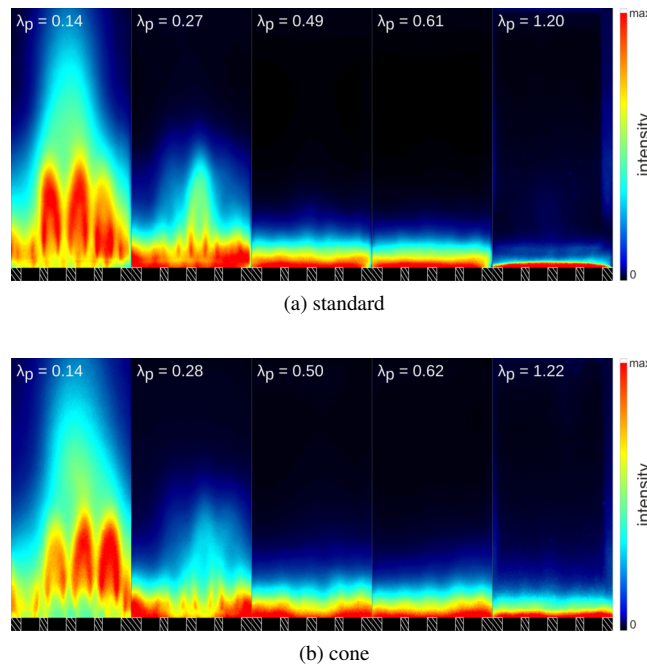 λp = 0.14 λp = 0.27 λp = 0.49 λp = 0.61 λp = 1.20 max
intensity
0
(a) standard
λp = 0.14 λp = 0.28 λp = 0.50 λp = 0.62 λp = 1.22 max
intensity
0
(b) cone